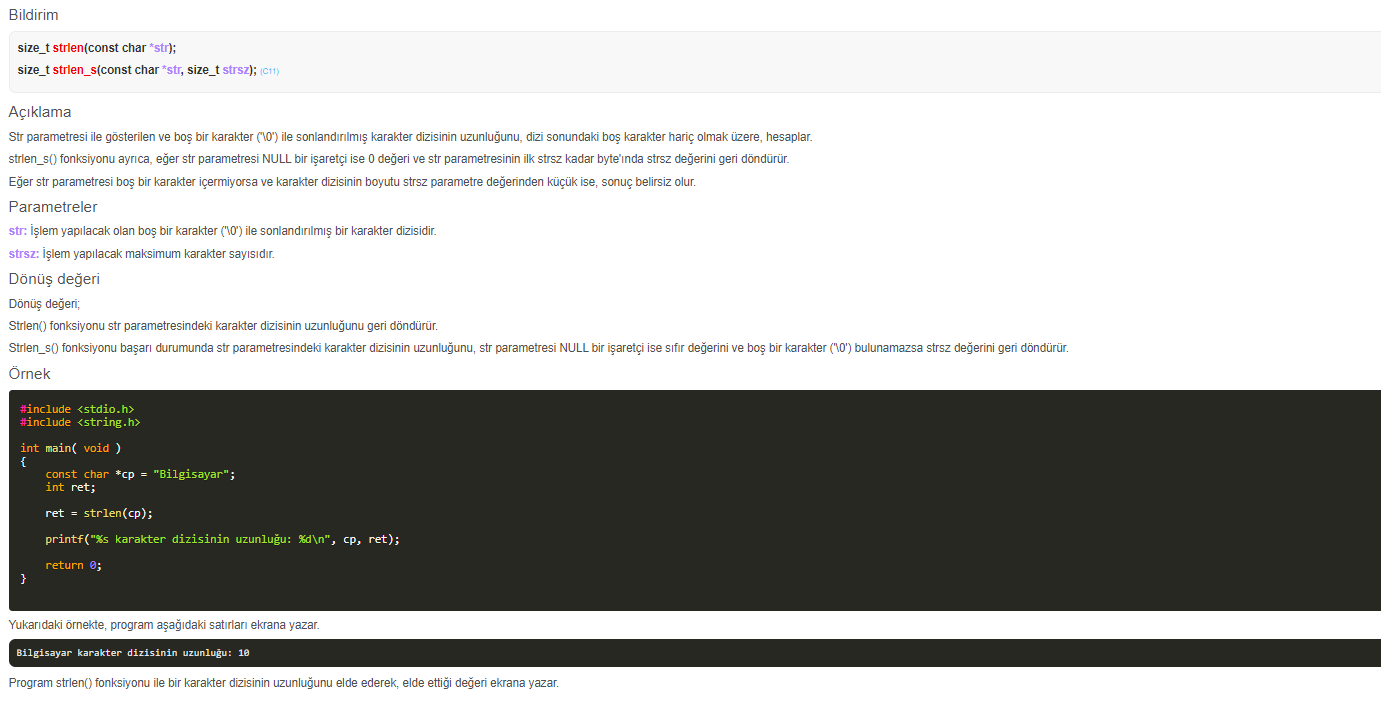 Bildirim
size_t strlen(const char *str);
size_t strlen_s(const char *str, size_t strsz); (C11)
Açıklama
Str parametresi ile gösterilen ve boş bir karakter ('\0') ile sonlandırılmış karakter dizisinin uzunluğunu, dizi sonundaki boş karakter hariç olmak üzere, hesaplar.
strlen_s() fonksiyonu ayrıca, eğer str parametresi NULL bir işaretçi ise 0 değeri ve str parametresinin ilk strsz kadar byte'ında strsz değerini geri döndürür.
Eğer str parametresi boş bir karakter içermiyorsa ve karakter dizisinin boyutu strsz parametre değerinden küçük ise, sonuç belirsiz olur.
Parametreler
str: İşlem yapılacak olan boş bir karakter ('\0') ile sonlandırılmış bir karakter dizisidir.
strsz: İşlem yapılacak maksimum karakter sayısıdır.
Dönüş değeri
Dönüş değeri;
Strlen() fonksiyonu str parametresindeki karakter dizisinin uzunluğunu geri döndürür.
Strlen_s() fonksiyonu başarı durumunda str parametresindeki karakter dizisinin uzunluğunu, str parametresi NULL bir işaretçi ise sıfır değerini ve boş bir karakter ('\0') bulunamazsa strsz değerini geri döndürür.
Örnek
#include <stdio.h>
#include <string.h>
int main( void )
{
    const char *cp = "Bilgisayar";
    int ret;
    ret = strlen(cp);
    printf("%s karakter dizisinin uzunluğu: %d\n", cp, ret);
    return 0;
}
Yukarıdaki örnekte, program aşağıdaki satırları ekrana yazar.
Bilgisayar karakter dizisinin uzunluğu: 10
Program strlen() fonksiyonu ile bir karakter dizisinin uzunluğunu elde ederek, elde ettiği değeri ekrana yazar.